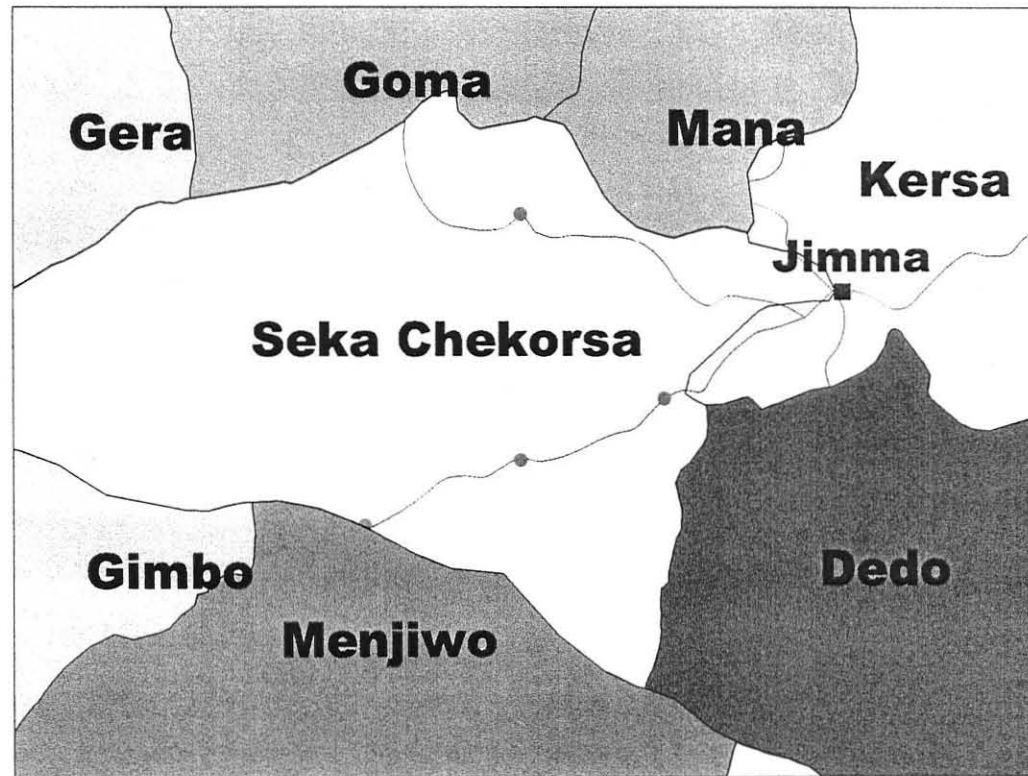 Goma
Gera
Mana
Kersa
Jimma
Seka Chekorsa
Gimbo
Dedo
Menjiwo